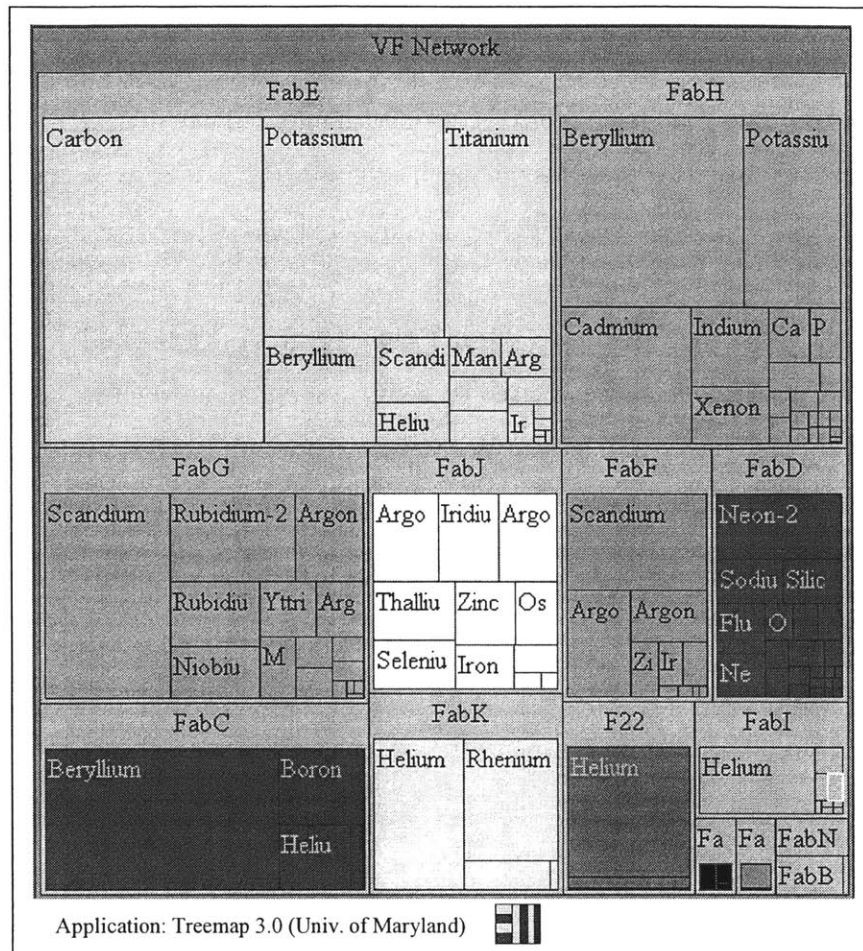 VF Network
FabE
FabH
Carbon
Potassium
Titanium
Beryllium
Potassiu
Beryllium
Scandi
Man
Arg
Heliu
Ir
Cadmium
Indium
Ca
P
Xenon
FabG
FabJ
FabF
FabD
Scandium
Rubidium-2
Argon
Rubidiu
Yttri
Arg
Niobiu
M
Argo
Iridiu
Argo
Thalliu
Zinc
Os
Seleniu
Iron
Scandium
Argo
Argon
Zi
Ir
Neon-2
Sodiu
Silic
Flu
O
Ne
FabC
FabK
F22
FabI
Beryllium
Boron
Heliu
Helium
Rhenium
Helium
Helium
Fa
Fa
FabN
FabB
Application: Treemap 3.0 (Univ. of Maryland)